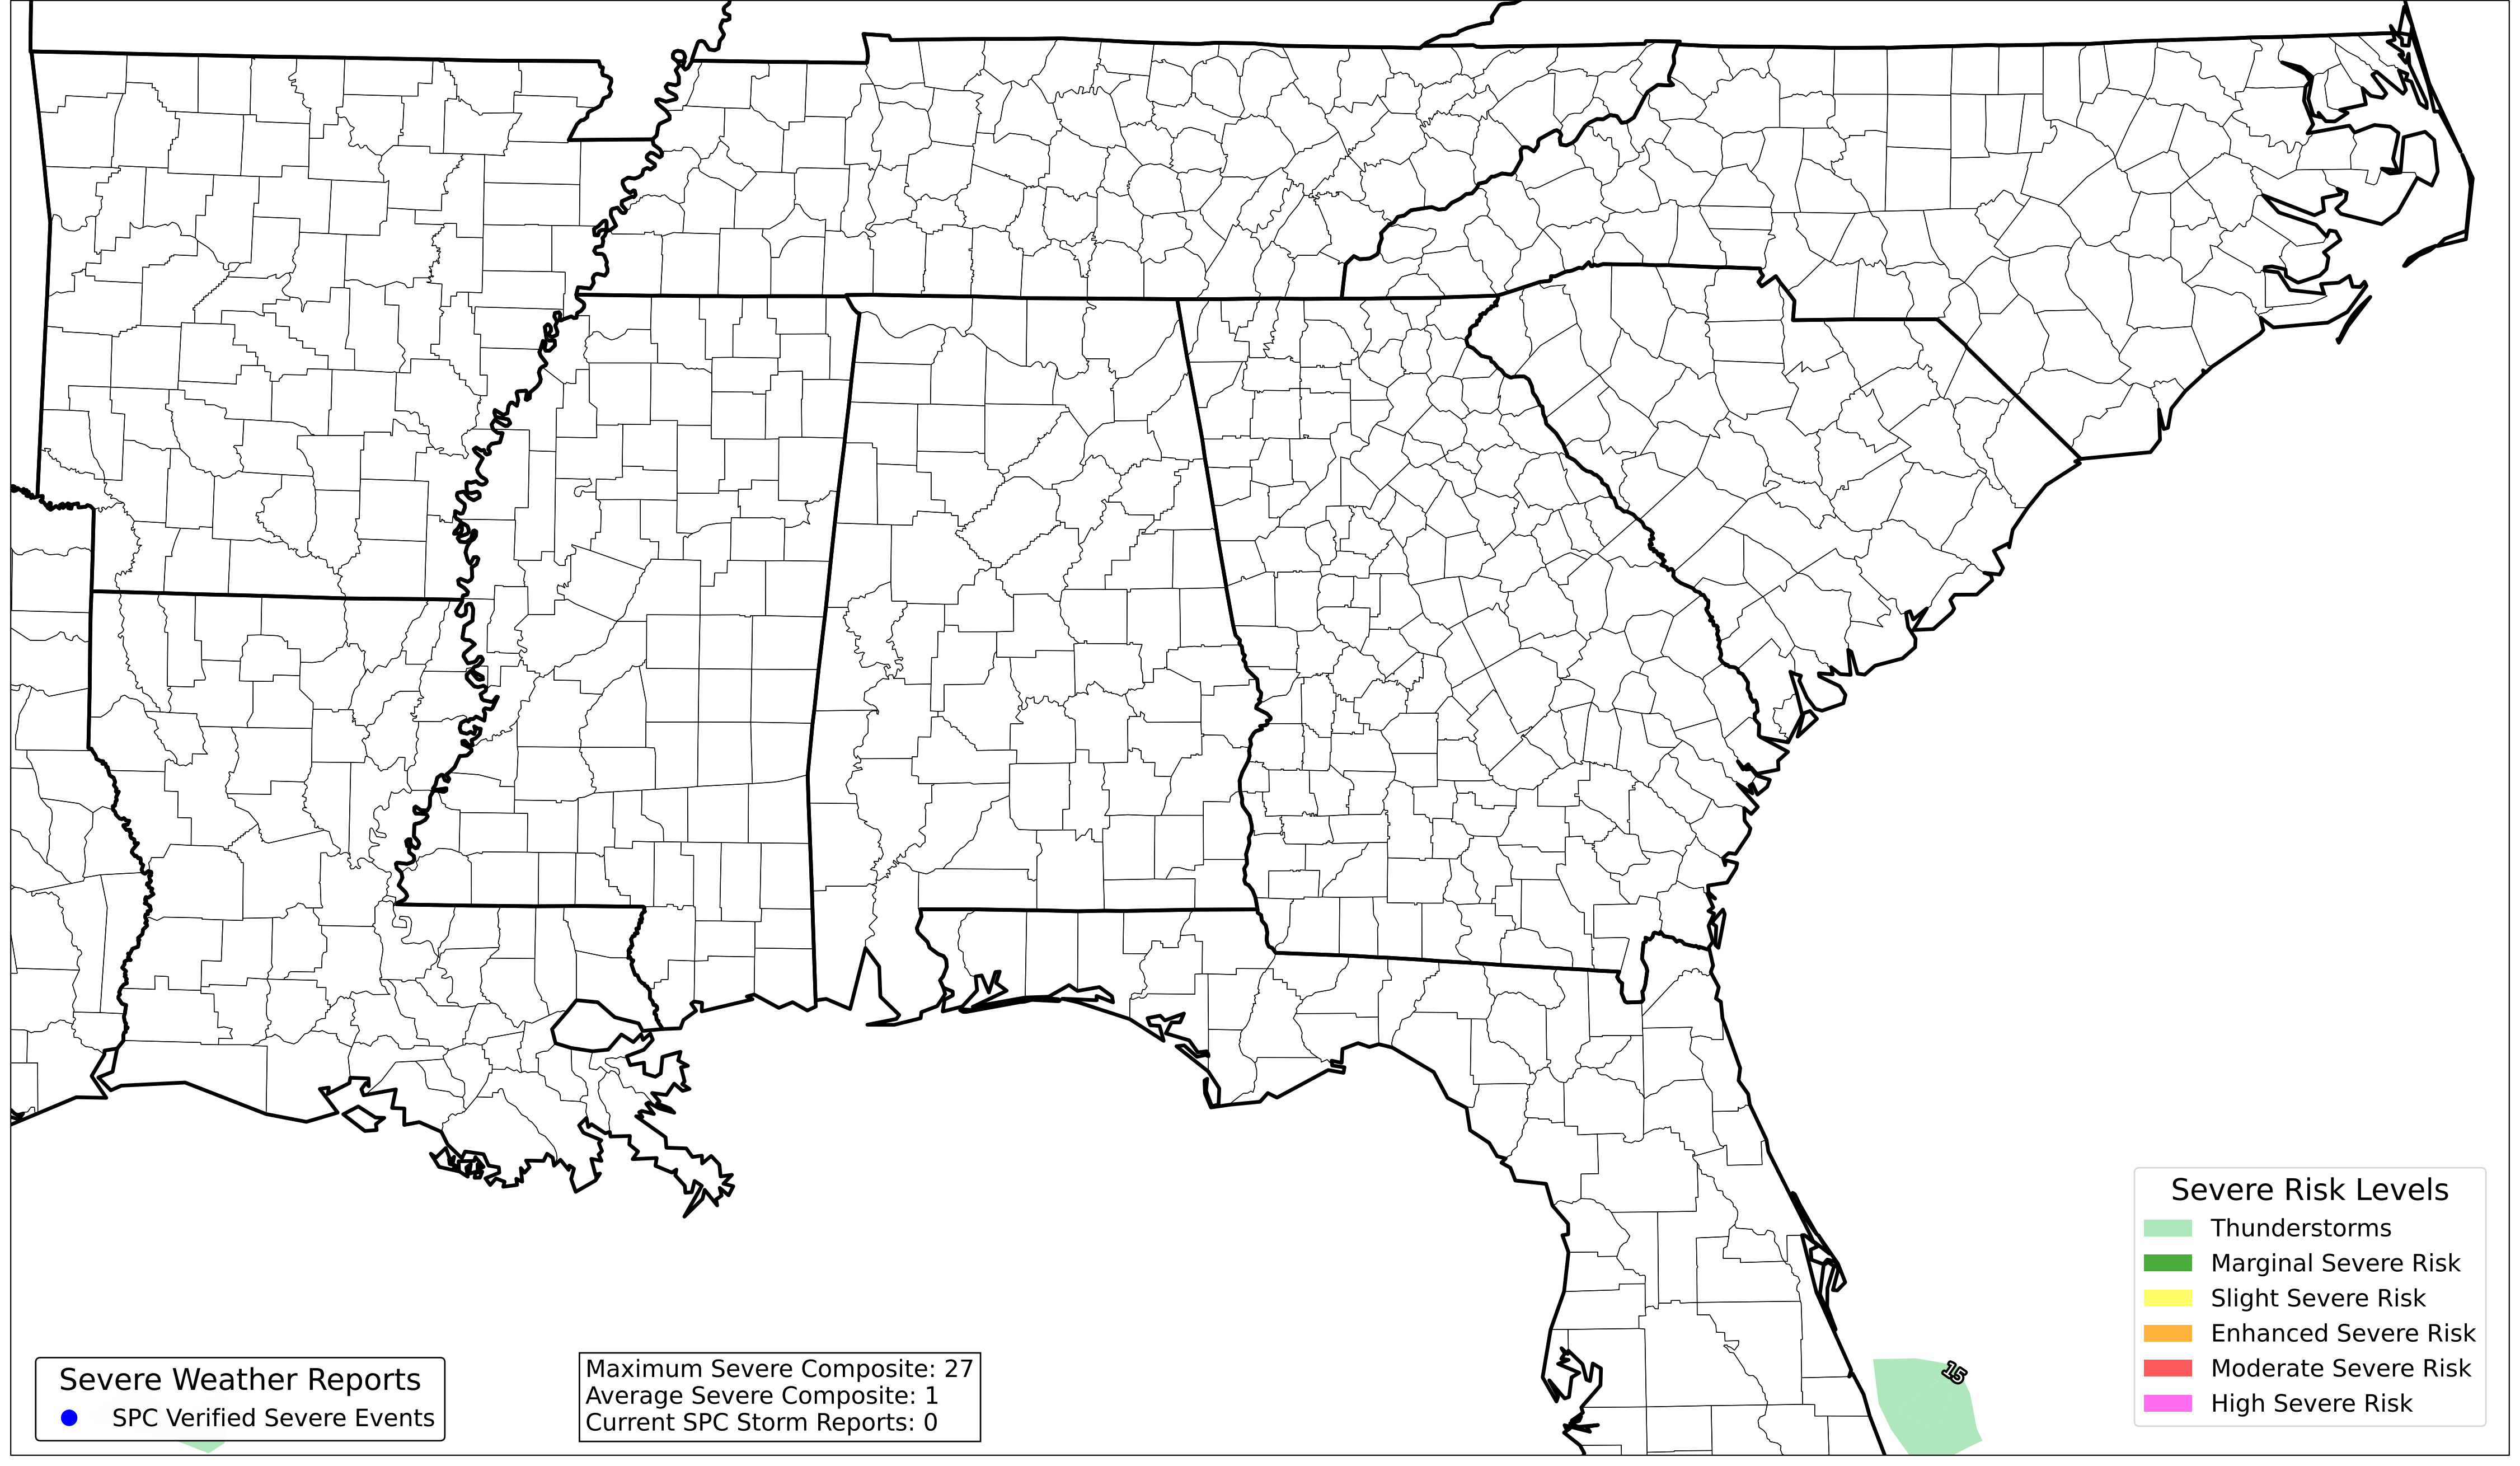 15
Severe Risk Levels
Thunderstorms
Marginal Severe Risk
Slight Severe Risk
Enhanced Severe Risk
Moderate Severe Risk
High Severe Risk
Severe Weather Reports
SPC Verified Severe Events
Maximum Severe Composite: 27
Average Severe Composite: 1
Current SPC Storm Reports: 0